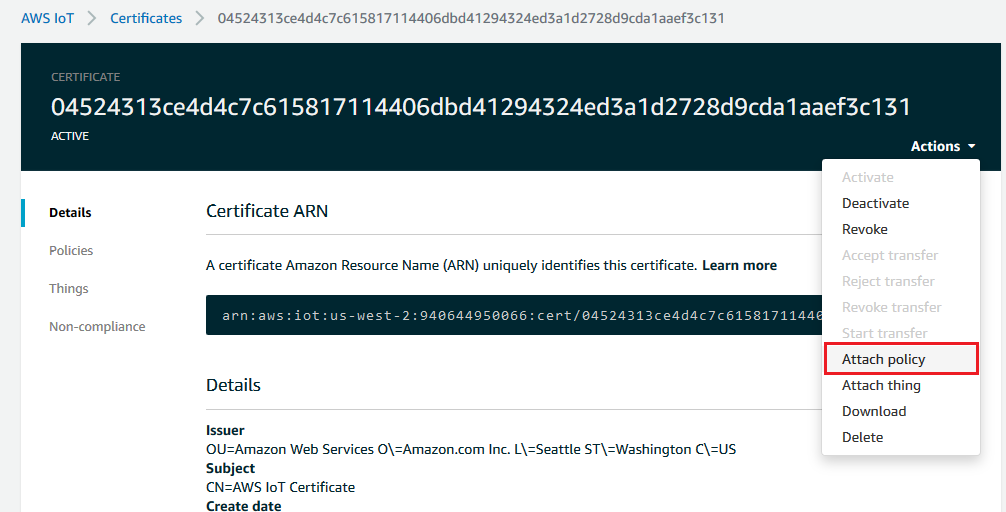 AWS IoT > Certificates > 04524313ce4d4c7c615817114406dbd41294324ed3a1d2728d9cda1aaef3c131
CERTIFICATE
04524313ce4d4c7c615817114406dbd41294324ed3a1d2728d9cda1aaef3c131
ACTIVE
Actions
Activate
Deactivate
Revoke
Accept transfer
Reject transfer
Revoke transfer
Start transfer
Attach policy
Attach thing
Download
Delete
Details
Policies
Things
Non-compliance
Certificate ARN
A certificate Amazon Resource Name (ARN) uniquely identifies this certificate. Learn more
arn:aws:iot:us-west-2:940644950066:cert/04524313ce4d4c7c6158171140
Details
Issuer
OU=Amazon Web Services O\=Amazon.com Inc. L\=Seattle ST\=Washington C\=US
Subject
CN=AWS IoT Certificate
Create date